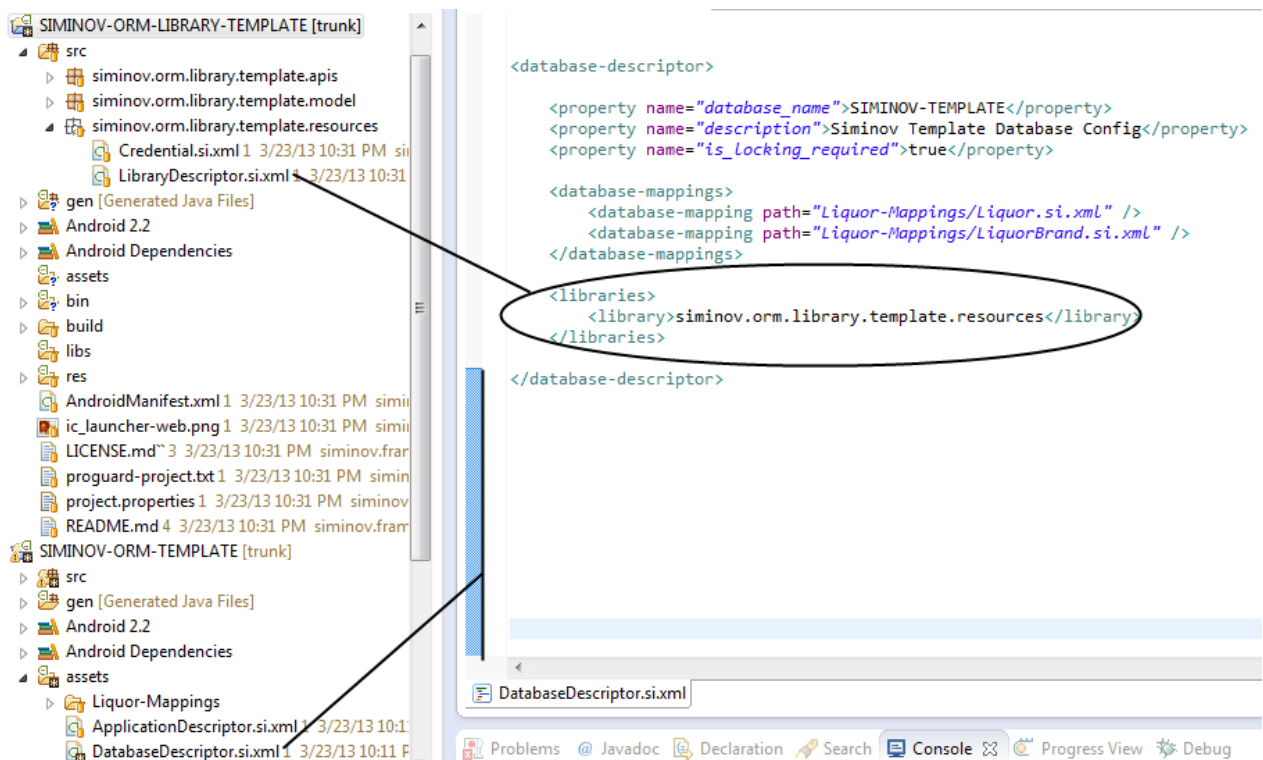 SIMINOV-ORM-LIBRARY-TEMPLATE [trunk]
src
siminov.orm.library.template.apis
siminov.orm.library.template.model
siminov.orm.library.template.resources
Credential.si.xml 1 3/23/13 10:31 PM si
LibraryDescriptor.si.xml 1 3/23/13 10:31
gen [Generated Java Files]
Android 2.2
Android Dependencies
assets
bin
build
libs
res
AndroidManifest.xml 1 3/23/13 10:31 PM simi
ic_launcher-web.png 1 3/23/13 10:31 PM simi
LICENSE.md`` 3 3/23/13 10:31 PM siminov.fra
proguard-project.txt 1 3/23/13 10:31 PM simin
project.properties 1 3/23/13 10:31 PM siminov
README.md 4 3/23/13 10:31 PM siminov.fram
SIMINOV-ORM-TEMPLATE [trunk]
src
gen [Generated Java Files]
Android 2.2
Android Dependencies
assets
Liquor-Mappings
ApplicationDescriptor.si.xml 1 3/23/13 10:1
DatabaseDescriptor.si.xml 1 3/23/13 10:11 P
<database-descriptor>
<property name="database_name">SIMINOV-TEMPLATE</property>
<property name="description">Siminov Template Database Config</property>
<property name="is_locking_required">true</property>
<database-mappings>
<database-mapping path="Liquor-Mappings/Liquor.si.xml" />
<database-mapping path="Liquor-Mappings/LiquorBrand.si.xml" />
</database-mappings>
<libraries>
<library>siminov.orm.library.template.resources</library>
</libraries>
</database-descriptor>
DatabaseDescriptor.si.xml
Problems @ Javadoc Declaration Search Console Progress View Debug